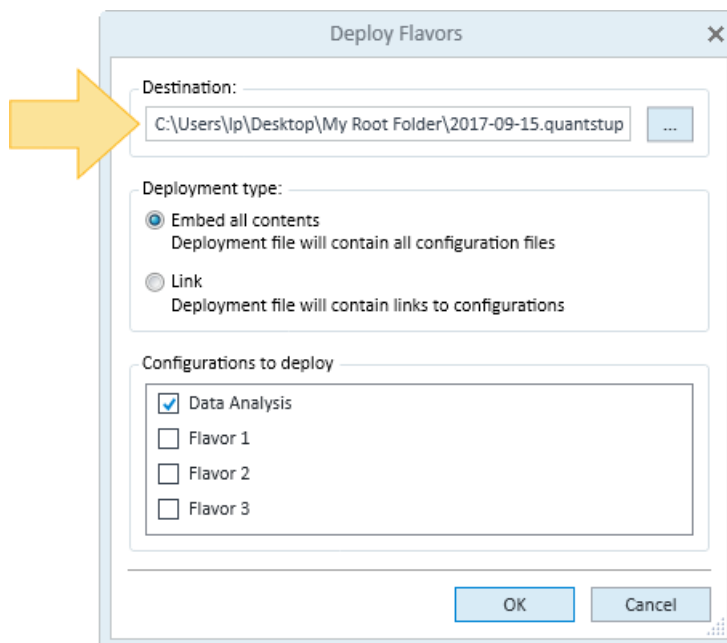 Deploy Flavors
Destination:
C:\Users\lp\Desktop\My Root Folder\2017-09-15.quantstup
...
Deployment type:
Embed all contents
Deployment file will contain all configuration files
Link
Deployment file will contain links to configurations
Configurations to deploy
Data Analysis
Flavor 1
Flavor 2
Flavor 3
OK Cancel